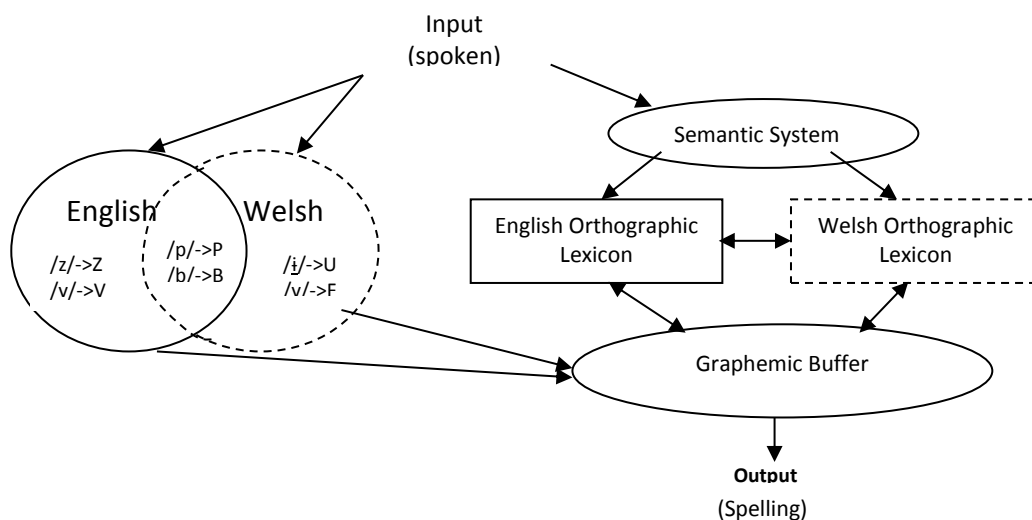 Input
(spoken)
Semantic System
English Welsh
/z/->Z
/v/->V
/p/->P
/b/->B
/ɨ/->U
/v/->F
English Orthographic
Lexicon
Welsh Orthographic
Lexicon
Graphemic Buffer
Output
(Spelling)